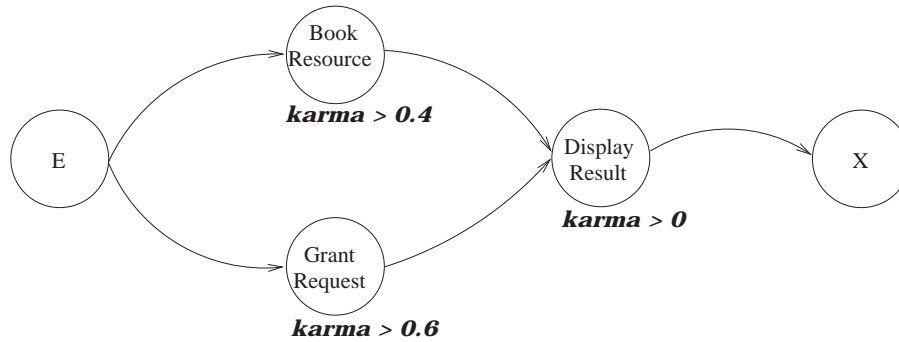 Book
Resource
karma > 0.4
E
Display
Result
karma > 0
X
Grant
Request
karma > 0.6